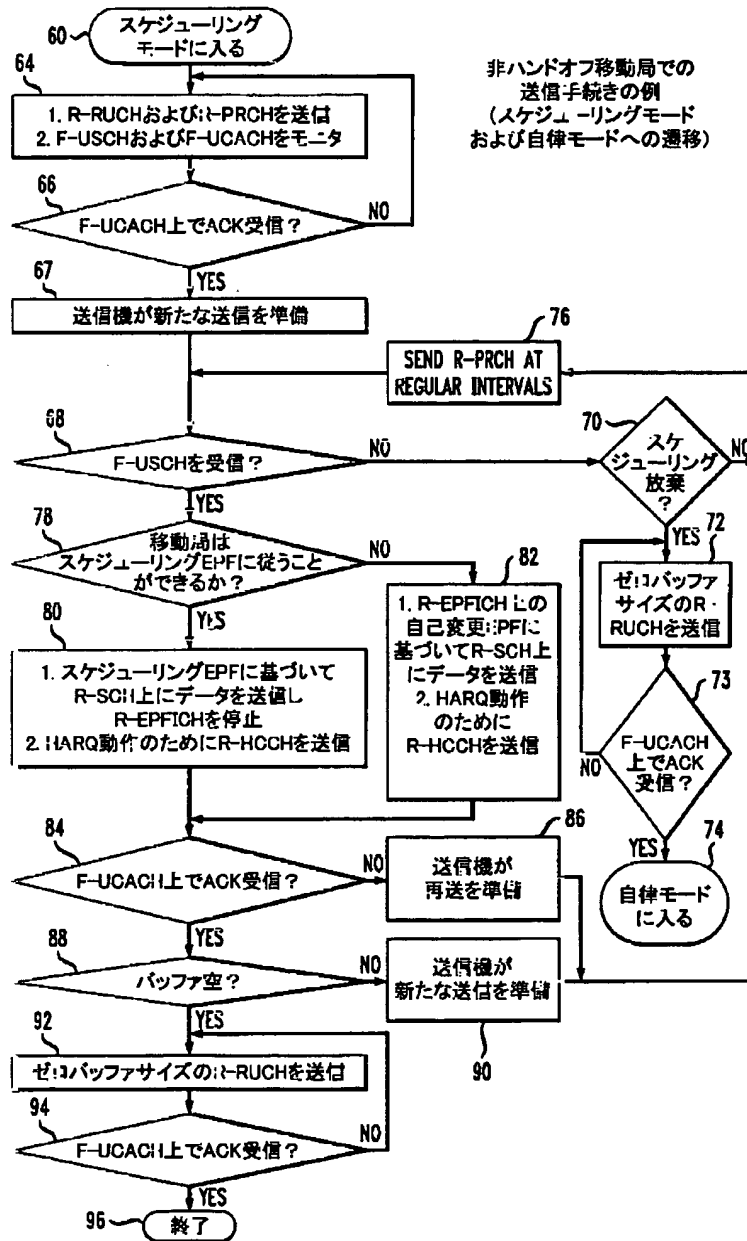 60
スケジューリング
モードに入る
非ハンドオフ移動局での
送信手続きの例
(スケジューリングモード
および自律モードへの遷移)
64
1. R-RUCHおよびR-PRCHを送信
2. F-USCHおよびF-UCACHをモニタ
66
F-UCACH上でACK受信?
NO
YES
67
送信機が新たな送信を準備
76
SEND R-PRCH AT
REGULAR INTERVALS
68
F-USCHを受信?
NO
YES
70
スケ
ジューリング
放棄
?
NO
YES
72
ゼロバッファ
サイズのR-
RUCHを送信
73
F-UCACH
上でACK
受信?
NO
YES
74
自律モード
に入る
78
移動局は
スケジューリングEPFに従うこと
ができるか?
NO
YES
80
1. スケジューリングEPFに基づいて
R-SCH上にデータを送信し
R-EPFICHを停止
2. HARQ動作のためにR-HCCHを送信
82
1. R-EPFICH上の
自己変更EPFに
基づいてR-SCH上
にデータを送信
2. HARQ動作
のために
R-HCCHを送信
84
F-UCACH上でACK受信?
NO
YES
86
送信機が
再送を準備
88
バッファ空?
NO
YES
送信機が
新たな送信を準備
90
92
ゼロバッファサイズのR-RUCHを送信
94
F-UCACH上でACK受信?
NO
YES
96
終了